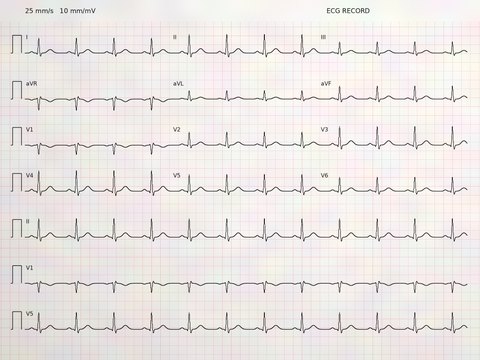 25 mm/s 10 mm/mV ECG RECORD
I II III
aVR aVL aVF
V1 V2 V3
V4 V5 V6
II
V1
V5